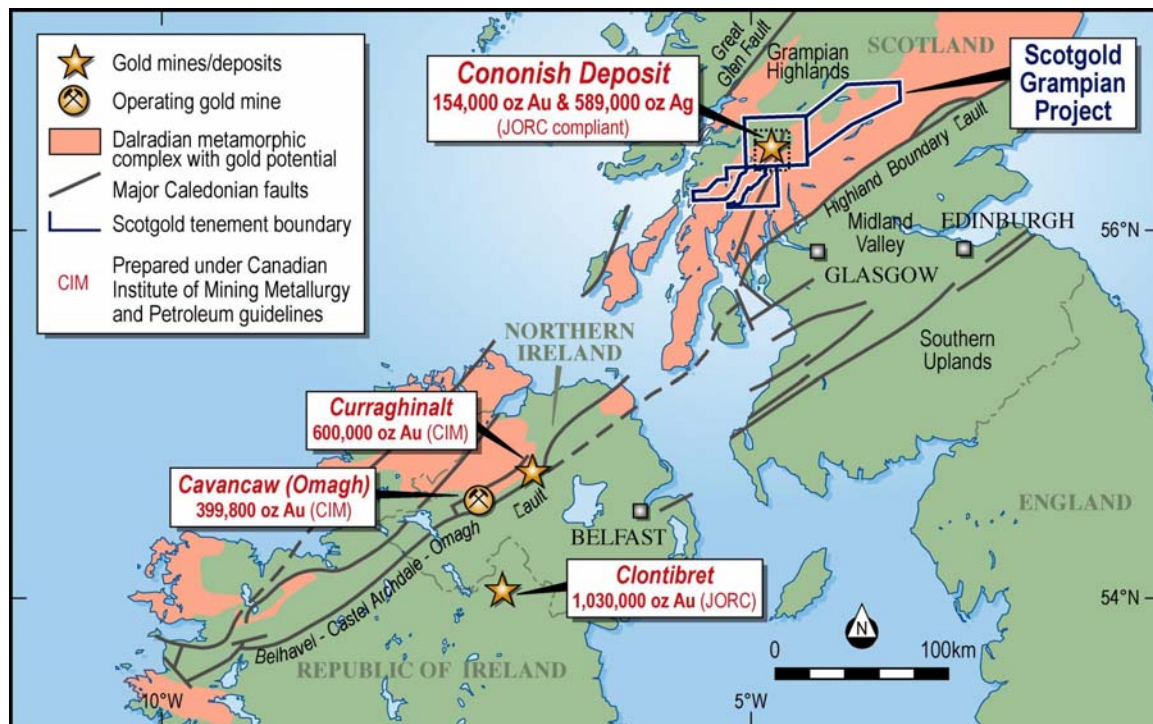 Gold mines/deposits
Operating gold mine
Dalradian metamorphic
complex with gold potential
Major Caledonian faults
Scotgold tenement boundary
CIM
Prepared under Canadian
Institute of Mining Metallurgy
and Petroleum guidelines
Great
Glen Fault
Grampian
Highlands
SCOTLAND
Cononish Deposit
154,000 oz Au & 589,000 oz Ag
(JORC compliant)
Scotgold
Grampian
Project
Highland Boundary Fault
Midland
Valley
EDINBURGH
GLASGOW
56°N
Southern
Uplands
NORTHERN
IRELAND
Curraghinalt
600,000 oz Au (CIM)
Cavancaw (Omagh)
399,800 oz Au (CIM)
BELFAST
ENGLAND
Belhavel - Castel Archdale - Omagh Fault
Clontibret
1,030,000 oz Au (JORC)
54°N
REPUBLIC OF IRELAND
N
0
100km
10°W
5°W